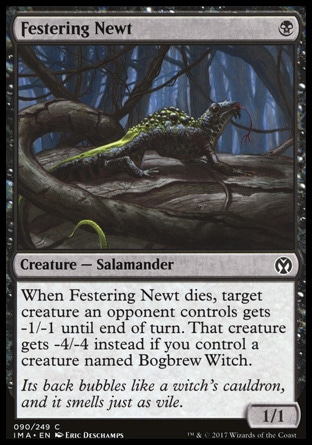 Festering Newt
Creature — Salamander
When Festering Newt dies, target
creature an opponent controls gets
-1/-1 until end of turn. That creature
gets -4/-4 instead if you control a
creature named Bogbrew Witch.
Its back bubbles like a witch's cauldron,
and it smells just as vile.
1/1
090/249 C
IMA • EN ERIC DESCHAMPS
™ & © 2017 Wizards of the Coast